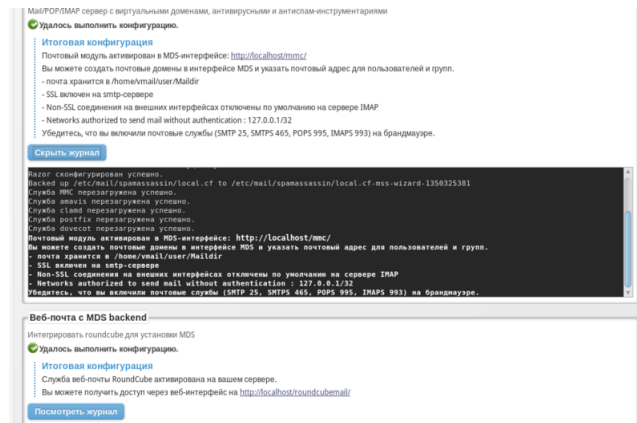 Mail/POP/IMAP сервер с виртуальными доменами, антивирусными и антиспам-инструментариями
Удалось выполнить конфигурацию.
Итоговая конфигурация
Почтовый модуль активирован в MDS-интерфейсе: http://localhost/mmc/
Вы можете создать почтовые домены в интерфейсе MDS и указать почтовый адрес для пользователей и групп.
- почта хранится в /home/vmail/user/Maildir
- SSL включен на smtp-сервере
- Non-SSL соединения на внешних интерфейсах отключены по умолчанию на сервере IMAP
- Networks authorized to send mail without authentication : 127.0.0.1/32
Убедитесь, что вы включили почтовые службы (SMTP 25, SMTPS 465, POPS 995, IMAPS 993) на брандмауэре.
Скрыть журнал
Razor сконфигурирован успешно.
Backed up /etc/mail/spamassassin/local.cf to /etc/mail/spamassassin/local.cf-mss-wizard-1350325381
Служба MMC перезагружена успешно.
Служба amavis перезагружена успешно.
Служба clamd перезагружена успешно.
Служба postfix перезагружена успешно.
Служба dovecot перезагружена успешно.
Почтовый модуль активирован в MDS-интерфейсе: http://localhost/mmc/
Вы можете создать почтовые домены в интерфейсе MDS и указать почтовый адрес для пользователей и групп.
- почта хранится в /home/vmail/user/Maildir
- SSL включен на smtp-сервере
- Non-SSL соединения на внешних интерфейсах отключены по умолчанию на сервере IMAP
- Networks authorized to send mail without authentication : 127.0.0.1/32
Убедитесь, что вы включили почтовые службы (SMTP 25, SMTPS 465, POPS 995, IMAPS 993) на брандмауэре.
Веб-почта с MDS backend
Интегрировать roundcube для установки MDS
Удалось выполнить конфигурацию.
Итоговая конфигурация
Служба веб-почты RoundCube активирована на вашем сервере.
Вы можете получить доступ через веб-интерфейс на http://localhost/roundcubemail/
Посмотреть журнал